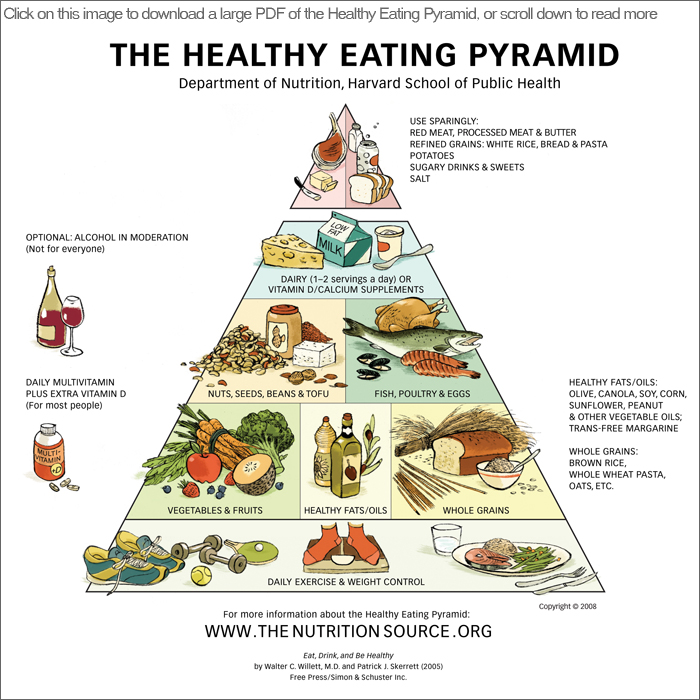 Click on this image to download a large PDF of the Healthy Eating Pyramid, or scroll down to read more
THE HEALTHY EATING PYRAMID
Department of Nutrition, Harvard School of Public Health
USE SPARINGLY:
RED MEAT, PROCESSED MEAT & BUTTER
REFINED GRAINS: WHITE RICE, BREAD & PASTA
POTATOES
SUGARY DRINKS & SWEETS
SALT
OPTIONAL: ALCOHOL IN MODERATION
(Not for everyone)
LOW
FAT
MILK
DAIRY (1–2 servings a day) OR
VITAMIN D/CALCIUM SUPPLEMENTS
DAILY MULTIVITAMIN
PLUS EXTRA VITAMIN D
(For most people)
MULTI-
VITAMIN
+D
NUTS, SEEDS, BEANS & TOFU
FISH, POULTRY & EGGS
HEALTHY FATS/OILS:
OLIVE, CANOLA, SOY, CORN,
SUNFLOWER, PEANUT
& OTHER VEGETABLE OILS;
TRANS-FREE MARGARINE
WHOLE GRAINS:
BROWN RICE,
WHOLE WHEAT PASTA,
OATS, ETC.
VEGETABLES & FRUITS
HEALTHY FATS/OILS
WHOLE GRAINS
DAILY EXERCISE & WEIGHT CONTROL
Copyright © 2008
For more information about the Healthy Eating Pyramid:
WWW.THENUTRITIONSOURCE.ORG
Eat, Drink, and Be Healthy
by Walter C. Willett, M.D. and Patrick J. Skerrett (2005)
Free Press/Simon & Schuster Inc.